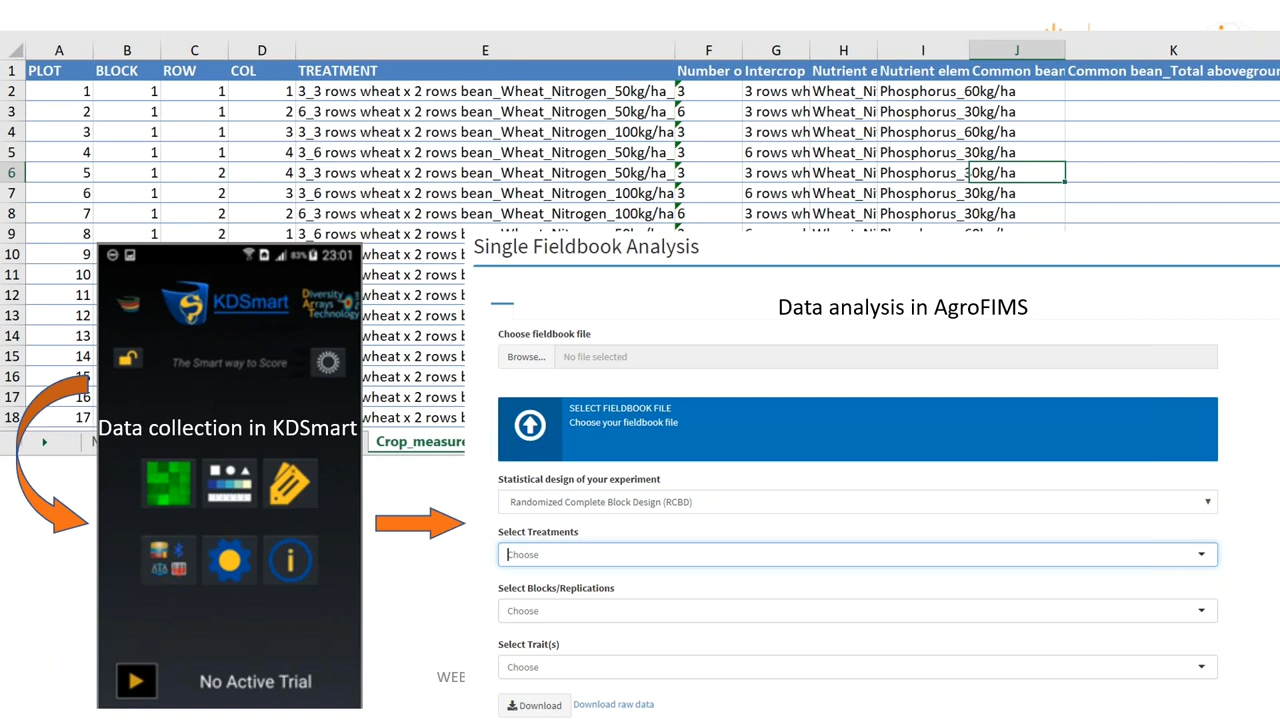 A B C D E F G H I J K
1 PLOT BLOCK ROW COL TREATMENT Number o Intercrop Nutrient e Nutrient elem Common bean Common bean_Total abovegroun
2 1 1 1 1 3_3 rows wheat x 2 rows bean_Wheat_Nitrogen_50kg/ha_ 3 3 rows wh Wheat_Ni Phosphorus_60kg/ha
3 2 1 1 2 6_3 rows wheat x 2 rows bean_Wheat_Nitrogen_50kg/ha_ 6 3 rows wh Wheat_Ni Phosphorus_30kg/ha
4 3 1 1 3 3_3 rows wheat x 2 rows bean_Wheat_Nitrogen_100kg/ha 3 3 rows wh Wheat_Ni Phosphorus_60kg/ha
5 4 1 1 4 3_6 rows wheat x 2 rows bean_Wheat_Nitrogen_50kg/ha_ 3 6 rows wh Wheat_Ni Phosphorus_30kg/ha
6 5 1 2 4 3_3 rows wheat x 2 rows bean_Wheat_Nitrogen_50kg/ha_ 3 3 rows wh Wheat_Ni Phosphorus_30kg/ha
7 6 1 2 3 3_6 rows wheat x 2 rows bean_Wheat_Nitrogen_100kg/ha 3 6 rows wh Wheat_Ni Phosphorus_30kg/ha
8 7 1 2 2 6_3 rows wheat x 2 rows bean_Wheat_Nitrogen_100kg/ha 6 3 rows wh Wheat_Ni Phosphorus_30kg/ha
9 8 1 2 1
10 9 wheat x 2 rows b
11 10 wheat x 2 rows b
12 11 wheat x 2 rows b
13 12 wheat x 2 rows b
14 13 wheat x 2 rows b
15 14 wheat x 2 rows b
16 15 wheat x 2 rows b
17 16 wheat x 2 rows b
18 17 wheat x 2 rows b
Crop_measure
83% 23:01
KDSmart
Diversity
Arrays
Technology
The Smart way to Score
Data collection in KDSmart
No Active Trial
WEB
Single Fieldbook Analysis
Data analysis in AgroFIMS
Choose fieldbook file
Browse... No file selected
SELECT FIELDBOOK FILE
Choose your fieldbook file
Statistical design of your experiment
Randomized Complete Block Design (RCBD)
Select Treatments
Choose
Select Blocks/Replications
Choose
Select Trait(s)
Choose
Download Download raw data